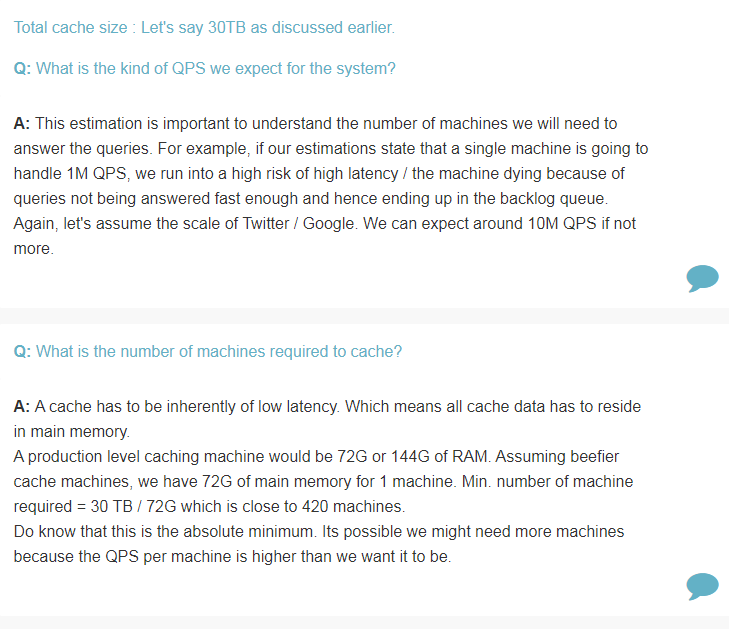 Total cache size : Let's say 30TB as discussed earlier.
Q: What is the kind of QPS we expect for the system?
A: This estimation is important to understand the number of machines we will need to
answer the queries. For example, if our estimations state that a single machine is going to
handle 1M QPS, we run into a high risk of high latency / the machine dying because of
queries not being answered fast enough and hence ending up in the backlog queue.
Again, let's assume the scale of Twitter / Google. We can expect around 10M QPS if not
more.
Q: What is the number of machines required to cache?
A: A cache has to be inherently of low latency. Which means all cache data has to reside
in main memory.
A production level caching machine would be 72G or 144G of RAM. Assuming beefier
cache machines, we have 72G of main memory for 1 machine. Min. number of machine
required = 30 TB / 72G which is close to 420 machines.
Do know that this is the absolute minimum. Its possible we might need more machines
because the QPS per machine is higher than we want it to be.